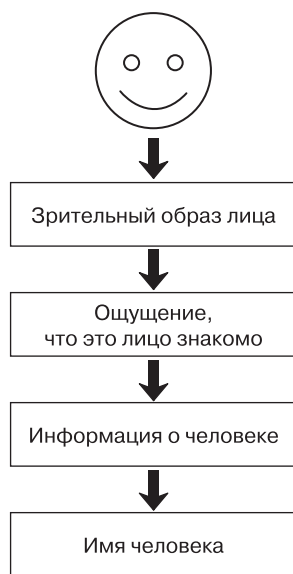 Зрительный образ лица
Ощущение,
что это лицо знакомо
Информация о человеке
Имя человека